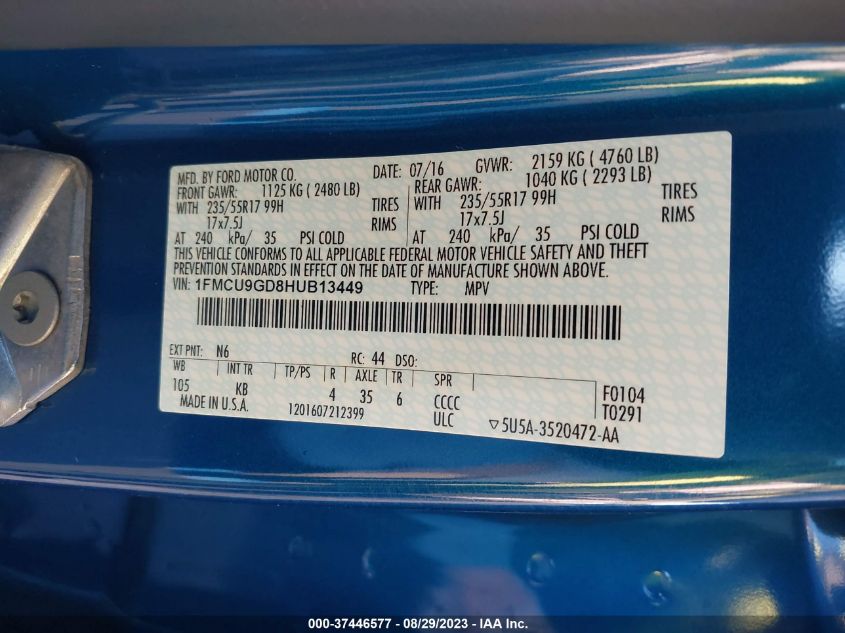 MFD. BY FORD MOTOR CO. DATE: 07/16 GVWR: 2159 KG ( 4760 LB)
FRONT GAWR: 1125 KG ( 2480 LB) REAR GAWR: 1040 KG ( 2293 LB)
WITH 235/55R17 99H TIRES WITH 235/55R17 99H TIRES
17x7.5J RIMS 17x7.5J RIMS
AT 240 kPa/ 35 PSI COLD AT 240 kPa/ 35 PSI COLD
THIS VEHICLE CONFORMS TO ALL APPLICABLE FEDERAL MOTOR VEHICLE SAFETY AND THEFT
PREVENTION STANDARDS IN EFFECT ON THE DATE OF MANUFACTURE SHOWN ABOVE.
VIN: 1FMCU9GD8HUB13449 TYPE: MPV
EXT PNT: N6 RC: 44 DSO:
WB INT TR TP/PS R AXLE TR SPR
105 KB 4 35 6 CCCC F0104
MADE IN U.S.A. 1201607212399 ULC T0291
▽5U5A-3520472-AA
000-37446577 - 08/29/2023 - © IAA, Inc.